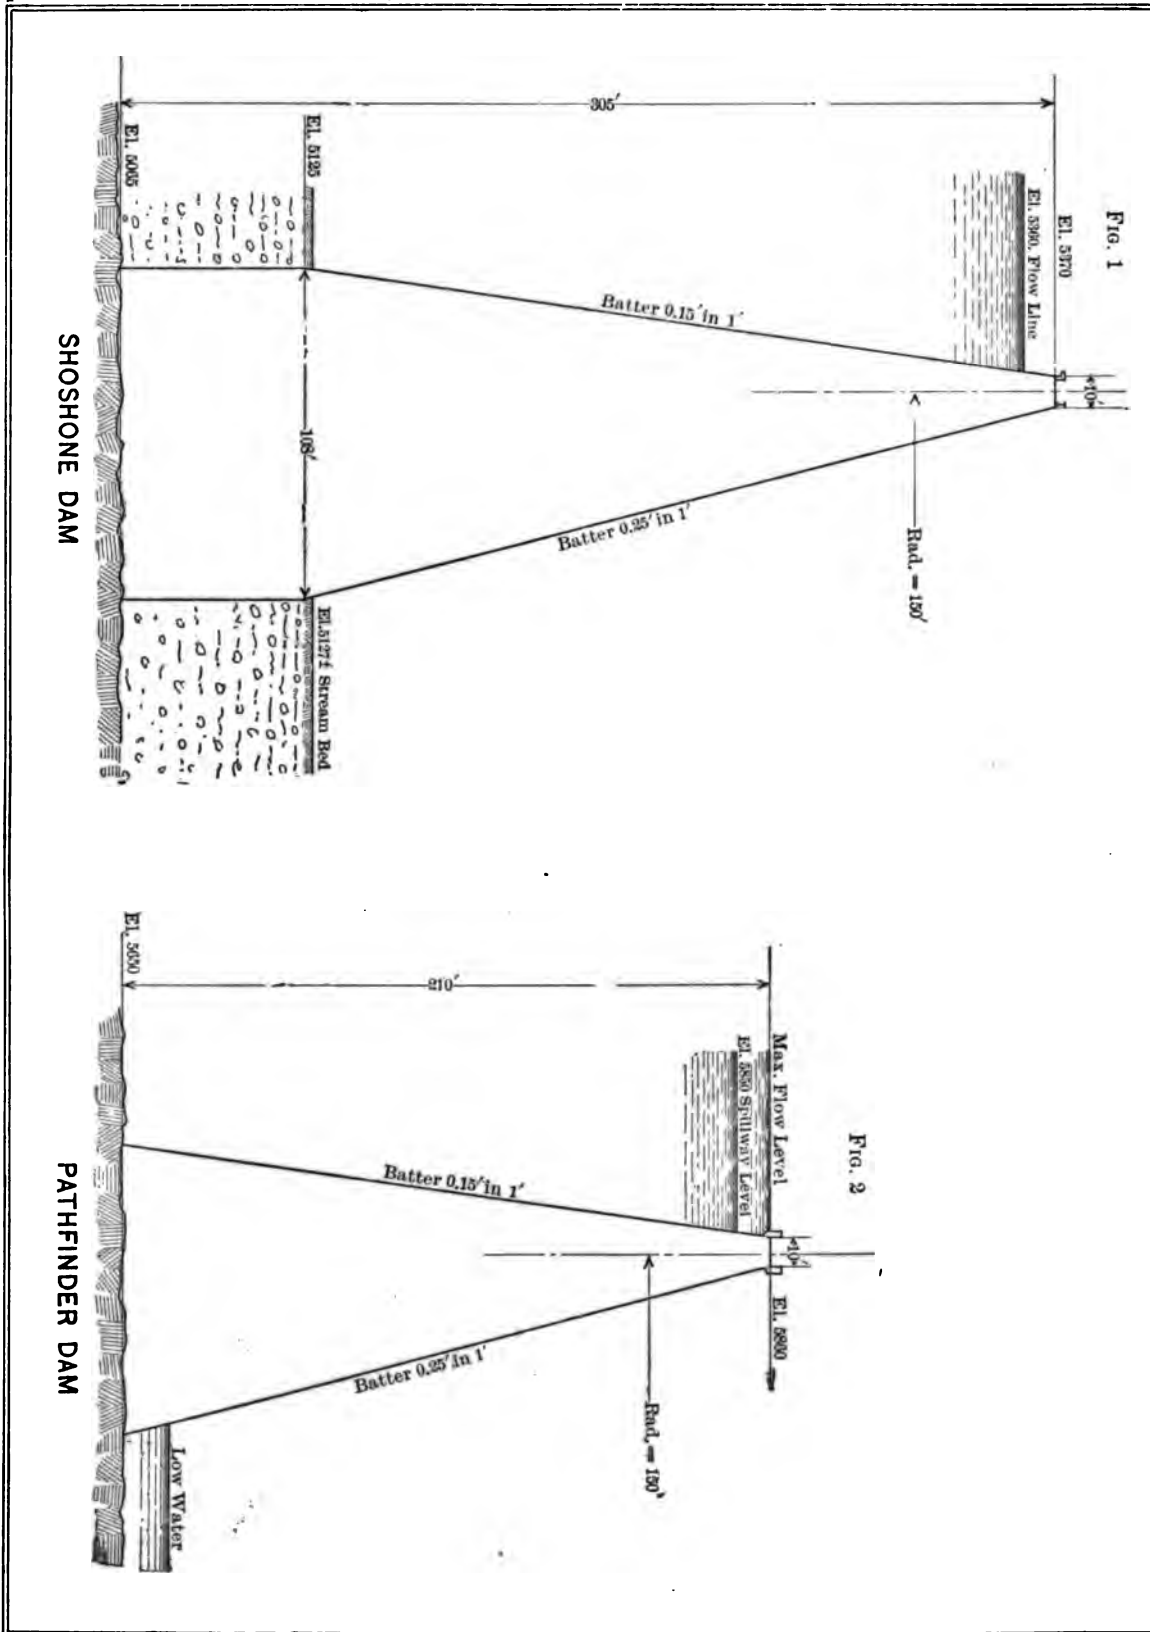 FIG. 1
El. 5370
El. 5360. Flow Line
10'
305'
Batter 0.15' in 1'
Rad. = 150'
Batter 0.25' in 1'
El. 5125
108'
El. 5127± Stream Bed
El. 5065
SHOSHONE DAM
FIG. 2
Max. Flow Level
El. 5850 Spillway Level
10'
El. 5860
210'
Batter 0.15' in 1'
Rad. = 150'
Batter 0.25' in 1'
Low Water
El. 5650
PATHFINDER DAM